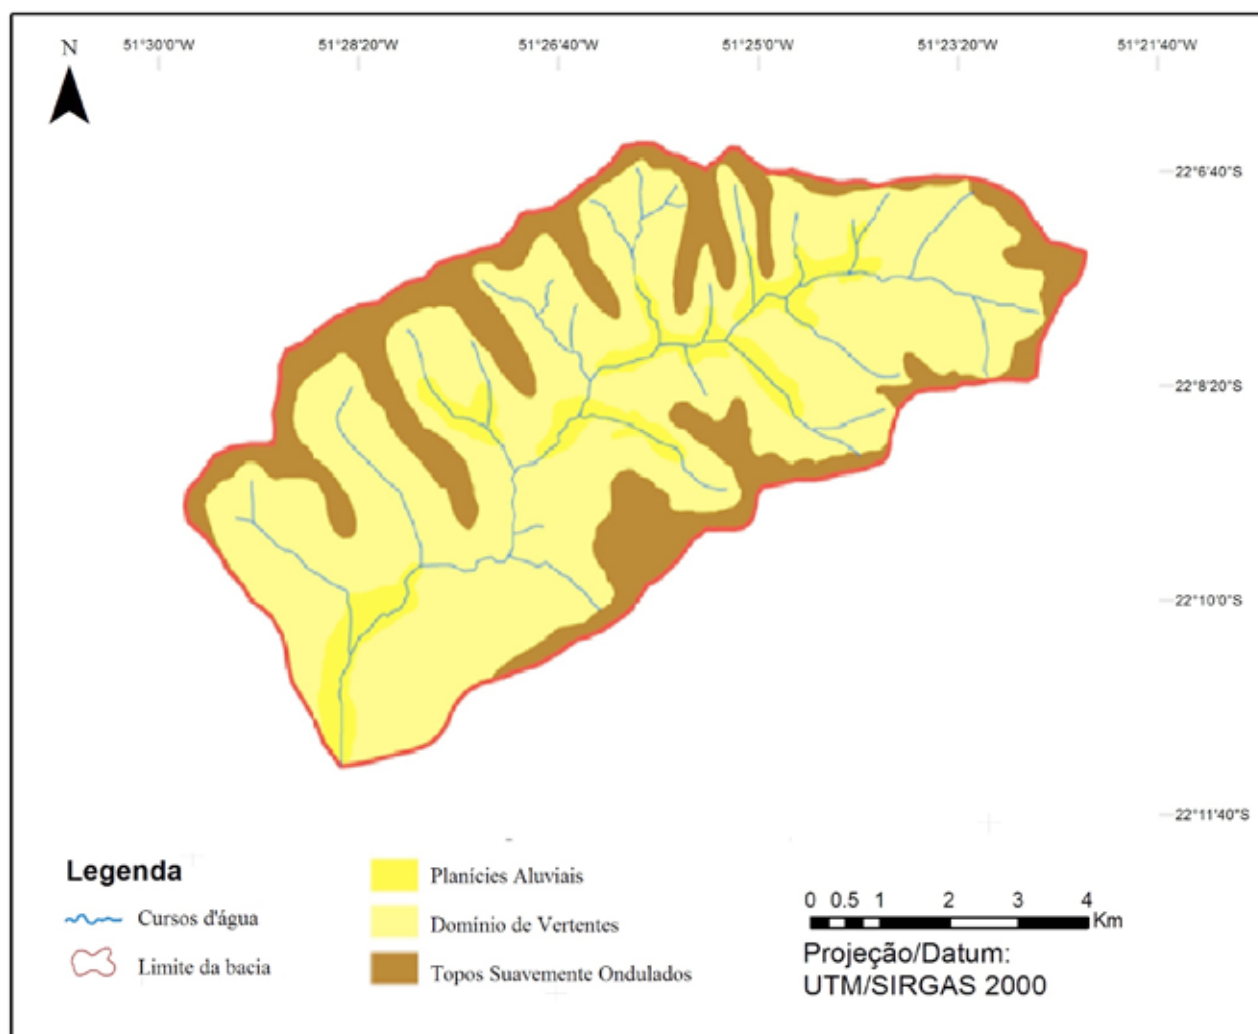 N
51°30'0"W
51°28'20"W
51°26'40"W
51°25'0"W
51°23'20"W
51°21'40"W
22°6'40"S
22°8'20"S
22°10'0"S
22°11'40"S
Legenda
Cursos d'água
Limite da bacia
Planícies Aluviais
Domínio de Vertentes
Topos Suavemente Ondulados
0 0.5 1 2 3 4
Km
Projeção/Datum:
UTM/SIRGAS 2000